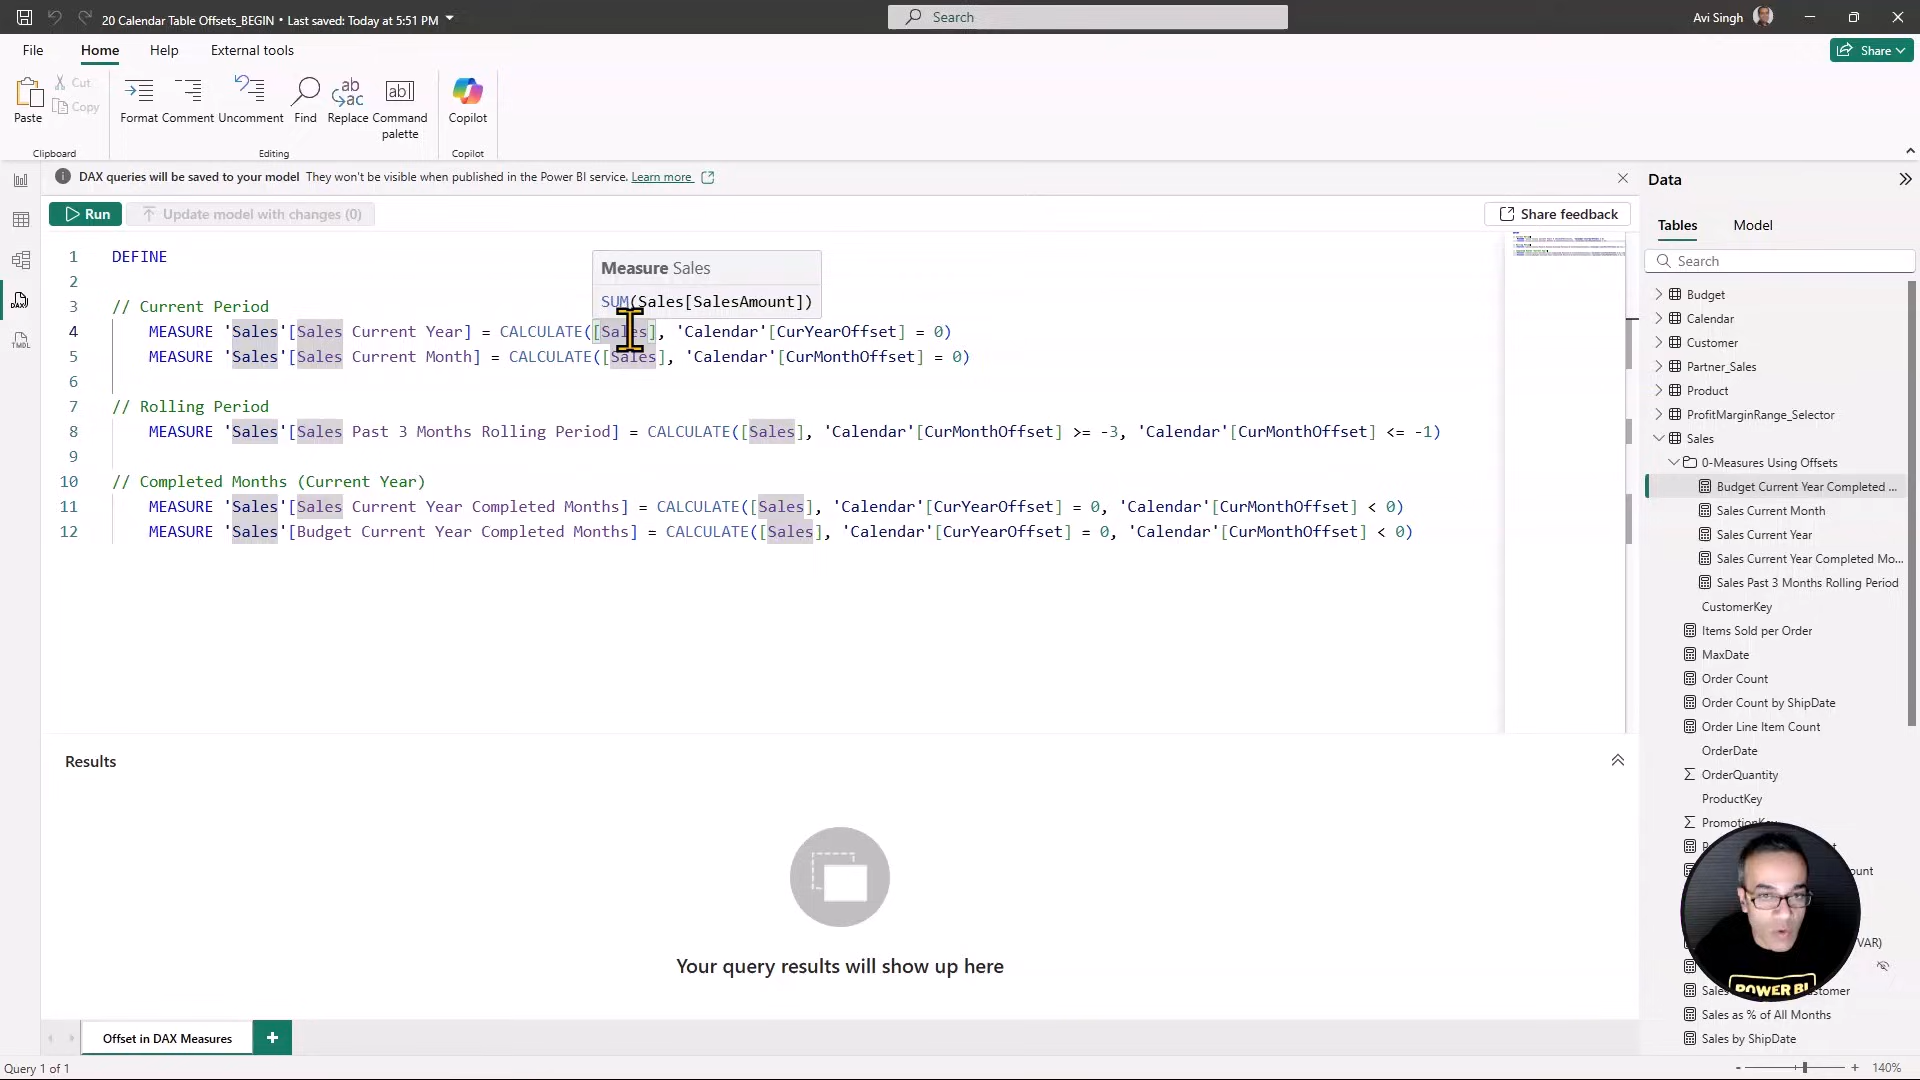 20 Calendar Table Offsets_BEGIN • Last saved: Today at 5:51 PM
Search
Avi Singh
File
Home
Help
External tools
Share
Paste
Cut
Copy
Format
Comment
Uncomment
Find
Replace
Command palette
Copilot
Clipboard
Editing
Copilot
DAX queries will be saved to your model They won't be visible when published in the Power BI service. Learn more
Run
Update model with changes (0)
Share feedback
1 DEFINE
2
3 // Current Period
4 MEASURE 'Sales'[Sales Current Year] = CALCULATE([Sales], 'Calendar'[CurYearOffset] = 0)
5 MEASURE 'Sales'[Sales Current Month] = CALCULATE([Sales], 'Calendar'[CurMonthOffset] = 0)
6
7 // Rolling Period
8 MEASURE 'Sales'[Sales Past 3 Months Rolling Period] = CALCULATE([Sales], 'Calendar'[CurMonthOffset] >= -3, 'Calendar'[CurMonthOffset] <= -1)
9
10 // Completed Months (Current Year)
11 MEASURE 'Sales'[Sales Current Year Completed Months] = CALCULATE([Sales], 'Calendar'[CurYearOffset] = 0, 'Calendar'[CurMonthOffset] < 0)
12 MEASURE 'Sales'[Budget Current Year Completed Months] = CALCULATE([Sales], 'Calendar'[CurYearOffset] = 0, 'Calendar'[CurMonthOffset] < 0)
Measure Sales
SUM(Sales[SalesAmount])
Results
Your query results will show up here
Offset in DAX Measures
Query 1 of 1
Data
Tables
Model
Search
Budget
Calendar
Customer
Partner_Sales
Product
ProfitMarginRange_Selector
Sales
0-Measures Using Offsets
Budget Current Year Completed ...
Sales Current Month
Sales Current Year
Sales Current Year Completed Mo...
Sales Past 3 Months Rolling Period
CustomerKey
Items Sold per Order
MaxDate
Order Count
Order Count by ShipDate
Order Line Item Count
OrderDate
OrderQuantity
ProductKey
POWER BI
Sales as % of All Months
Sales by ShipDate
140%
DAX
TMDL